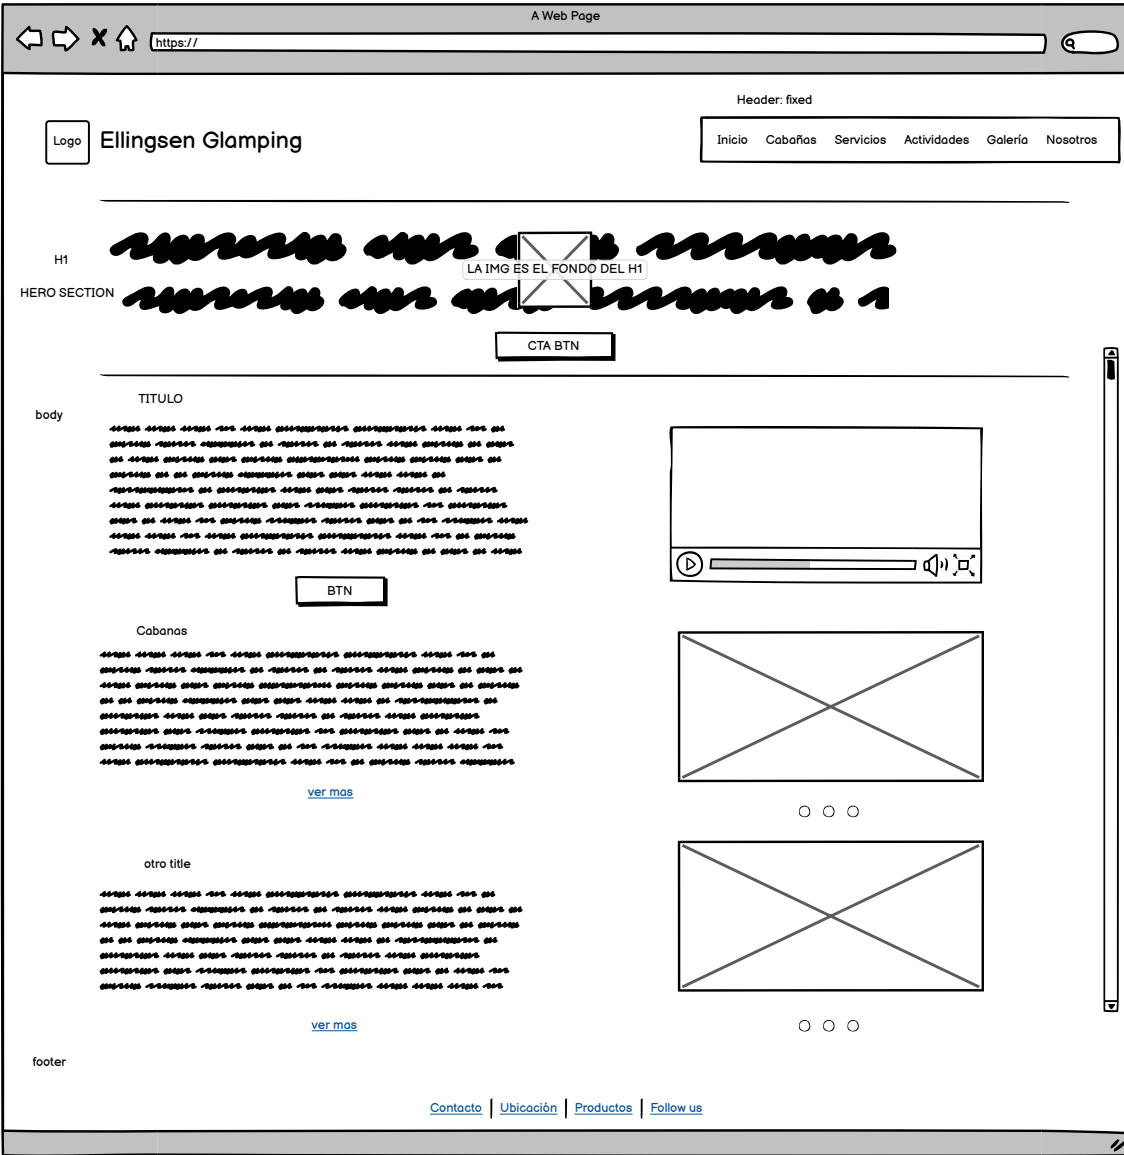 A Web Page
https://
Header: fixed
Logo
Ellingsen Glamping
Inicio Cabañas Servicios Actividades Galería Nosotros
H1
LA IMG ES EL FONDO DEL H1
HERO SECTION
CTA BTN
TITULO
body
BTN
Cabanas
ver mas
otro title
ver mas
footer
Contacto Ubicación Productos Follow us